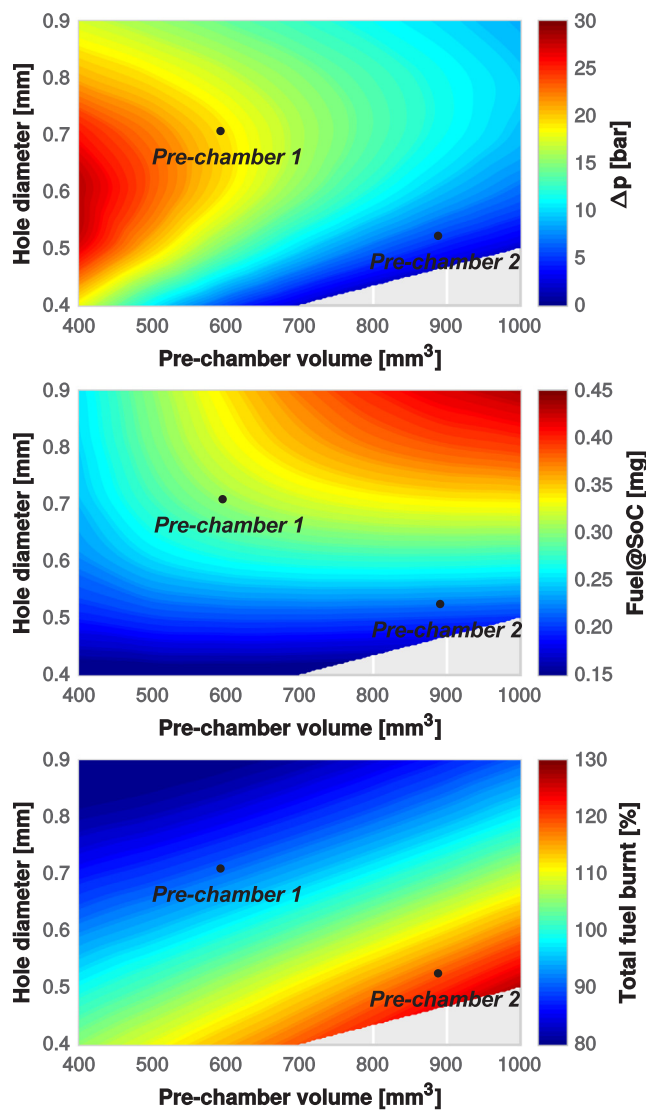 0.9
0.8
0.7
0.6
0.5
0.4
Hole diameter [mm]
Pre-chamber 1
Pre-chamber 2
400 500 600 700 800 900 1000
Pre-chamber volume [mm³]
30
25
20
15
10
5
0
Δp [bar]
0.9
0.8
0.7
0.6
0.5
0.4
Hole diameter [mm]
Pre-chamber 1
Pre-chamber 2
400 500 600 700 800 900 1000
Pre-chamber volume [mm³]
0.45
0.40
0.35
0.30
0.25
0.20
0.15
Fuel@SoC [mg]
0.9
0.8
0.7
0.6
0.5
0.4
Hole diameter [mm]
Pre-chamber 1
Pre-chamber 2
400 500 600 700 800 900 1000
Pre-chamber volume [mm³]
130
120
110
100
90
80
Total fuel burnt [%]